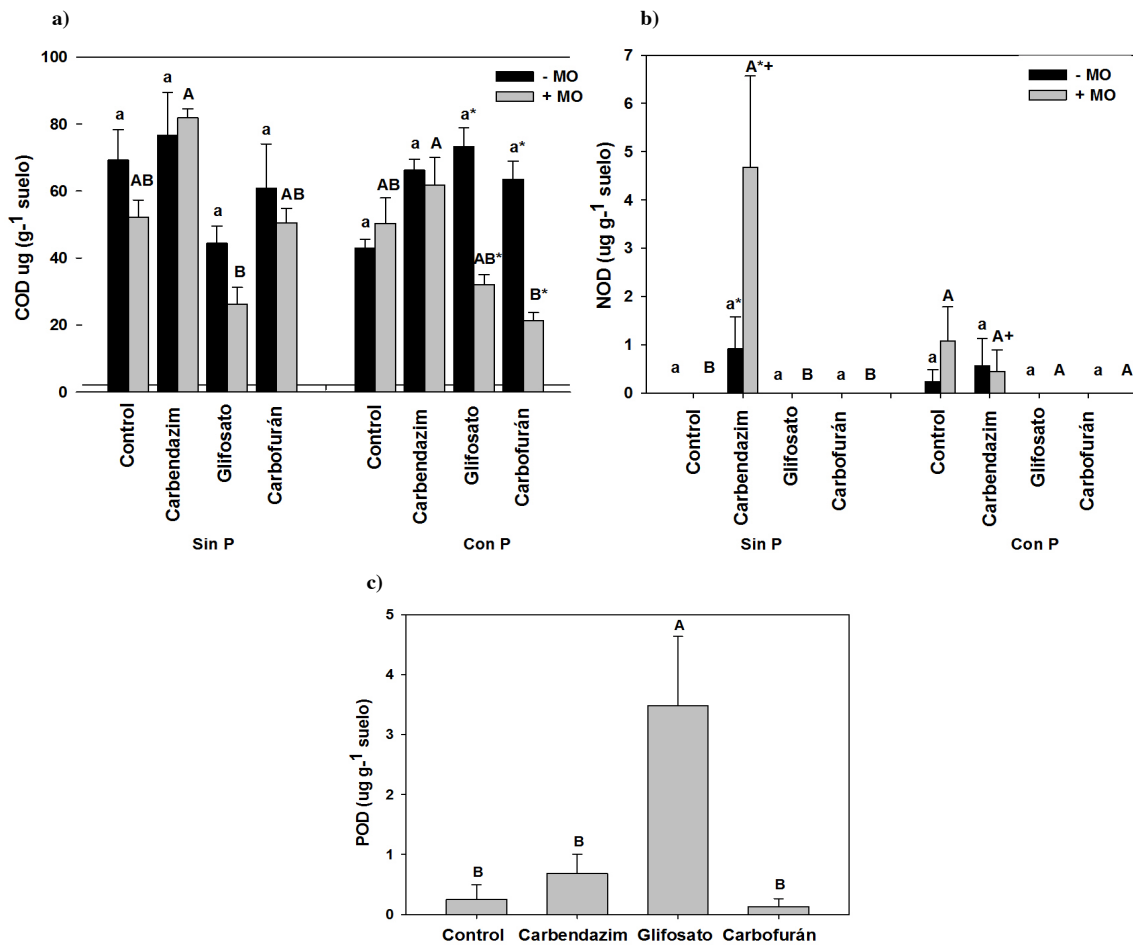 a)
COD ug (g-¹ suelo)
100
80
60
40
20
0
- MO
+ MO
a
AB
a
A
a
B
a
AB
a
AB
a
A
a*
AB*
a*
B*
Control
Carbendazim
Glifosato
Carbofurán
Control
Carbendazim
Glifosato
Carbofurán
Sin P
Con P
b)
NOD (ug g-¹ suelo)
7
6
5
4
3
2
1
0
- MO
+ MO
a
B
a*
A*+
a
B
a
B
a
A
a
A+
a
A
a
A
Control
Carbendazim
Glifosato
Carbofurán
Control
Carbendazim
Glifosato
Carbofurán
Sin P
Con P
c)
POD (ug g-¹ suelo)
5
4
3
2
1
0
B
B
A
B
Control
Carbendazim
Glifosato
Carbofurán